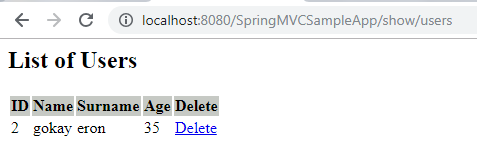 localhost:8080/SpringMVCSampleApp/show/users
List of Users
ID Name Surname Age Delete
2 gokay eron 35 Delete